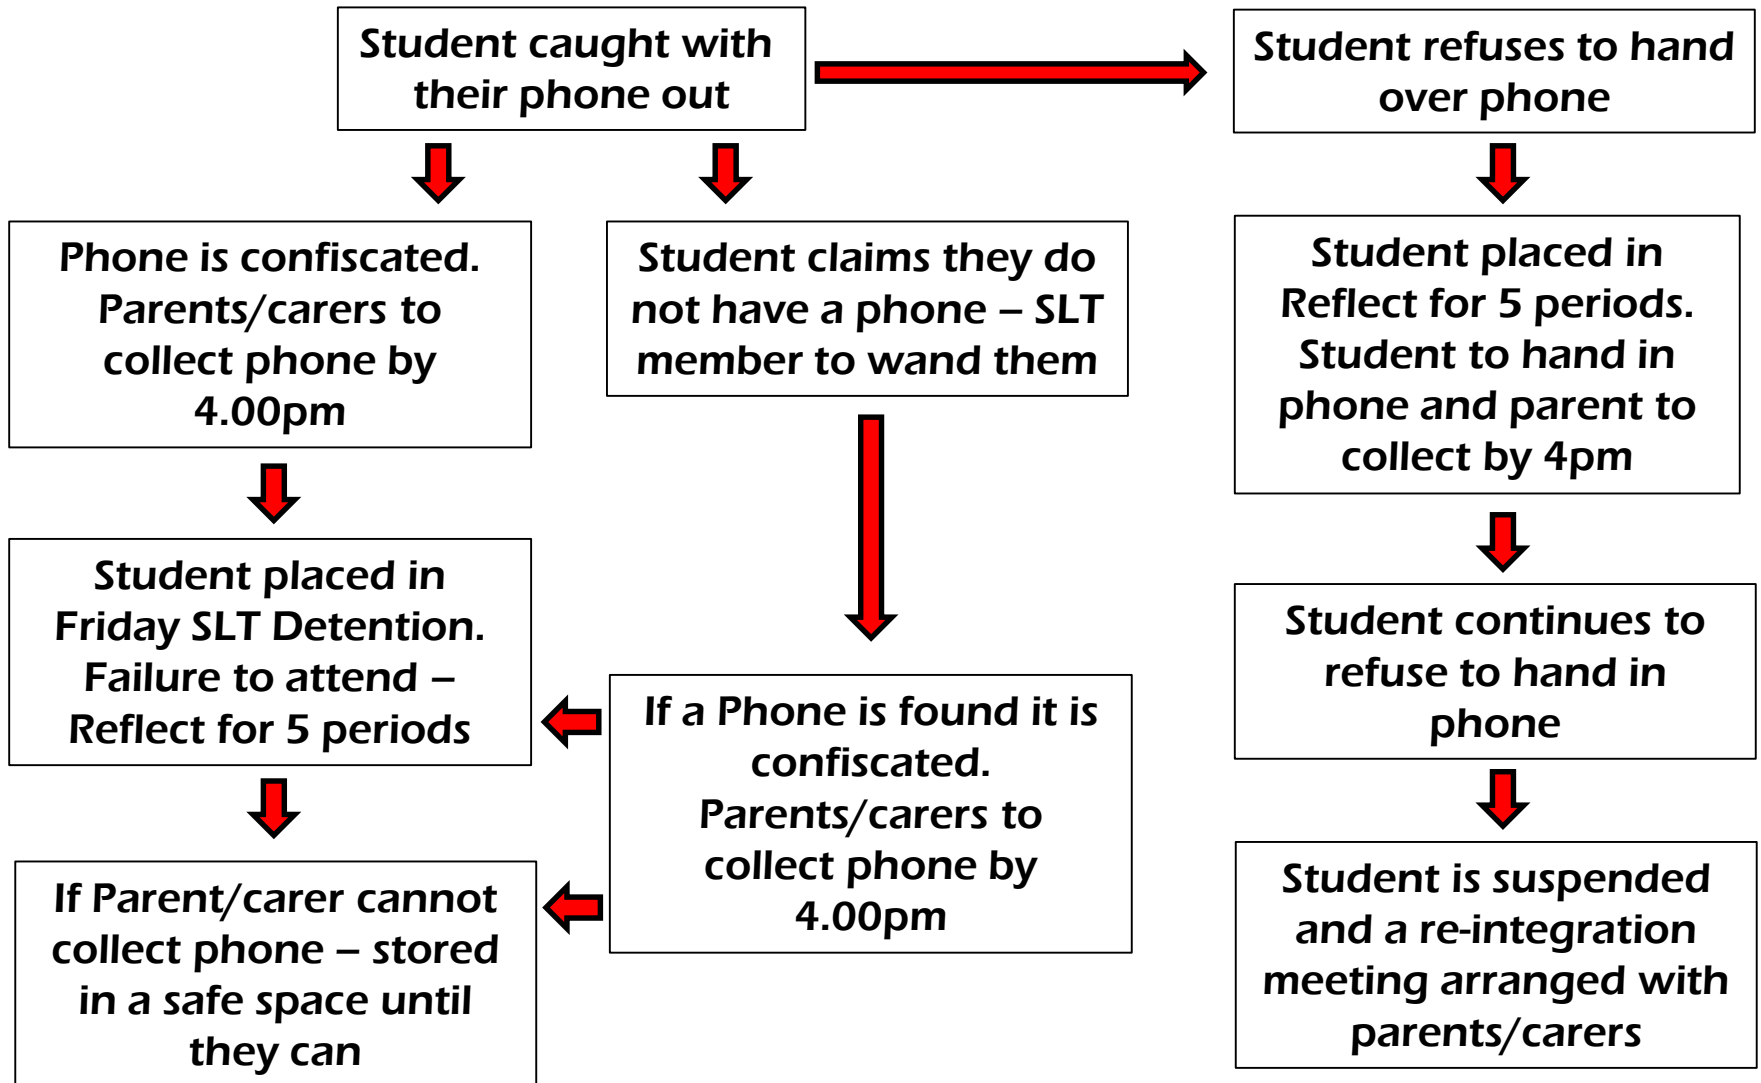 Student caught with
their phone out
Student refuses to hand
over phone
Phone is confiscated.
Parents/carers to
collect phone by
4.00pm
Student claims they do
not have a phone – SLT
member to wand them
Student placed in
Reflect for 5 periods.
Student to hand in
phone and parent to
collect by 4pm
Student placed in
Friday SLT Detention.
Failure to attend –
Reflect for 5 periods
If a Phone is found it is
confiscated.
Parents/carers to
collect phone by
4.00pm
Student continues to
refuse to hand in
phone
If Parent/carer cannot
collect phone – stored
in a safe space until
they can
Student is suspended
and a re-integration
meeting arranged with
parents/carers